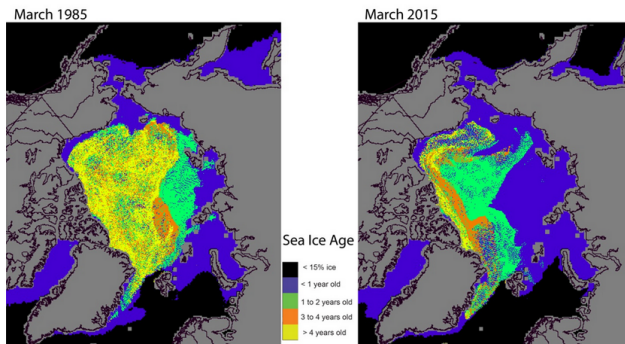 March 1985
March 2015
Sea Ice Age
< 15% ice
< 1 year old
1 to 2 years old
3 to 4 years old
> 4 years old